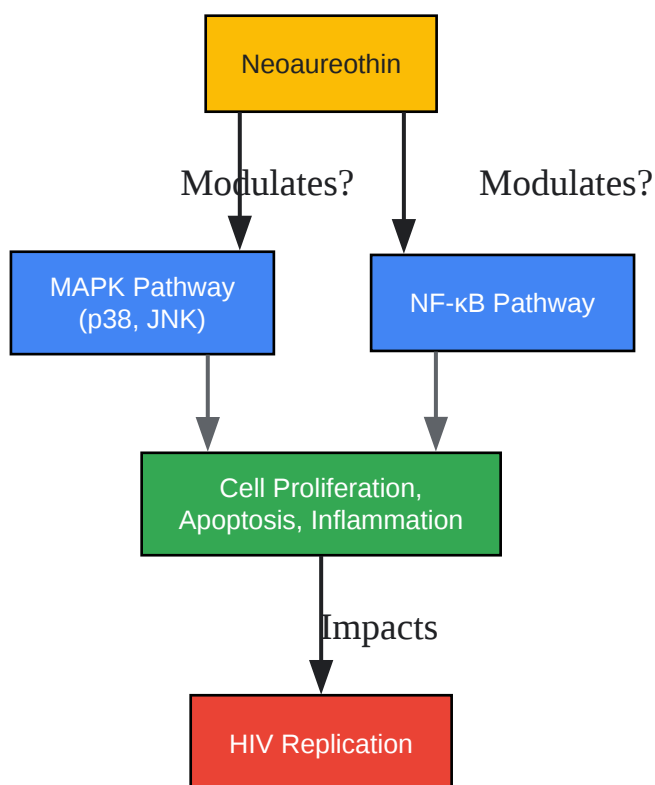 Neoaureothin
Modulates?
Modulates?
MAPK Pathway
(p38, JNK)
NF-κB Pathway
Cell Proliferation,
Apoptosis, Inflammation
Impacts
HIV Replication